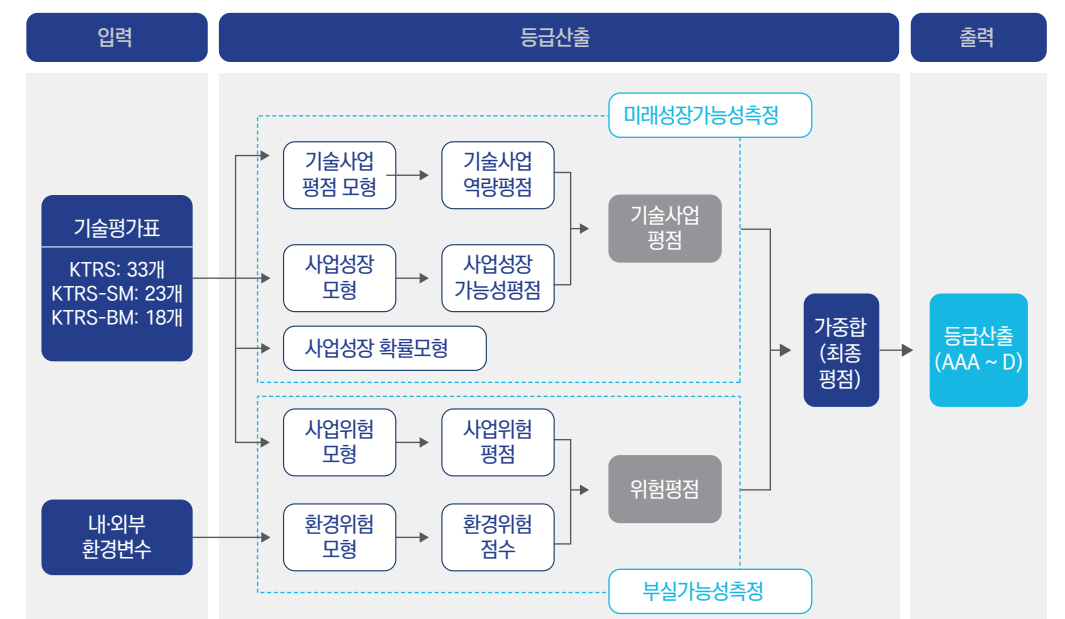 입력
등급산출
출력
미래성장가능성측정
기술사업
평점 모형
기술사업
역량평점
기술평가표
KTRS: 33개
KTRS-SM: 23개
KTRS-BM: 18개
기술사업
평점
사업성장
모형
사업성장
가능성평점
사업성장 확률모형
가중합
(최종
평점)
등급산출
(AAA ~ D)
사업위험
모형
사업위험
평점
위험평점
내·외부
환경변수
환경위험
모형
환경위험
점수
부실가능성측정